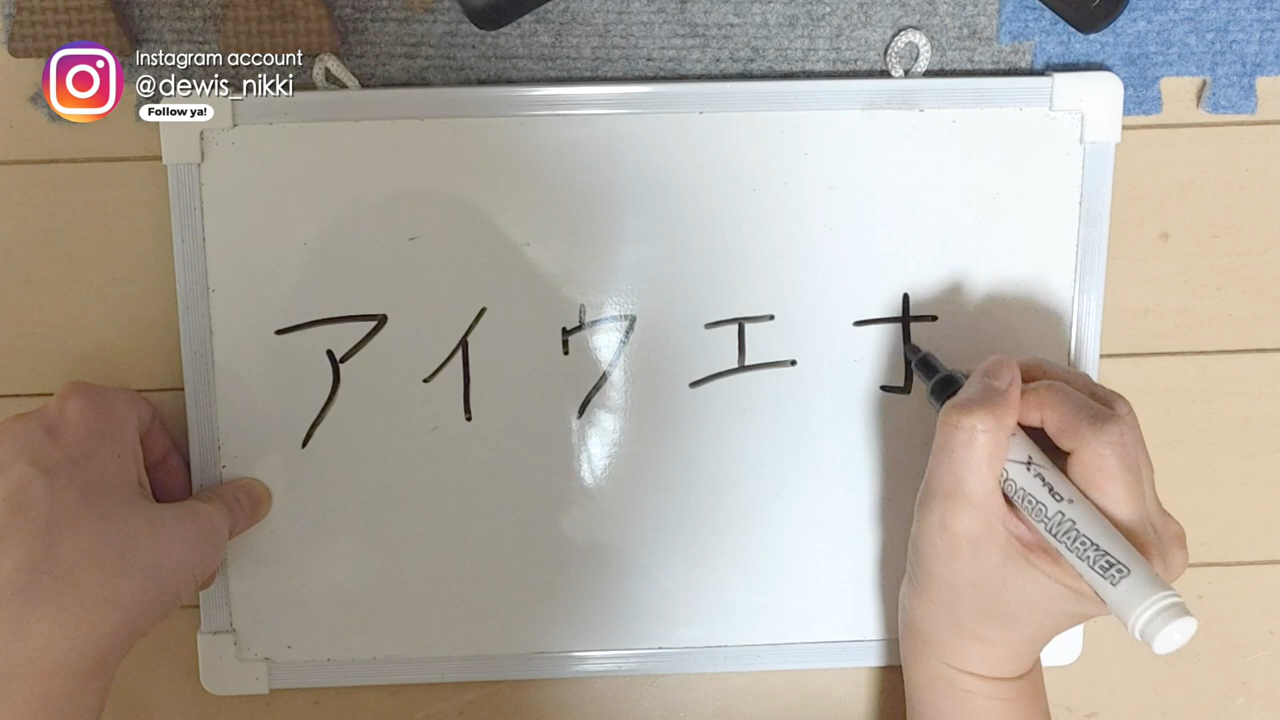 Instagram account
@dewis_nikki
Follow ya!
アイウエオ
X-PRO®
BOARD-MARKER